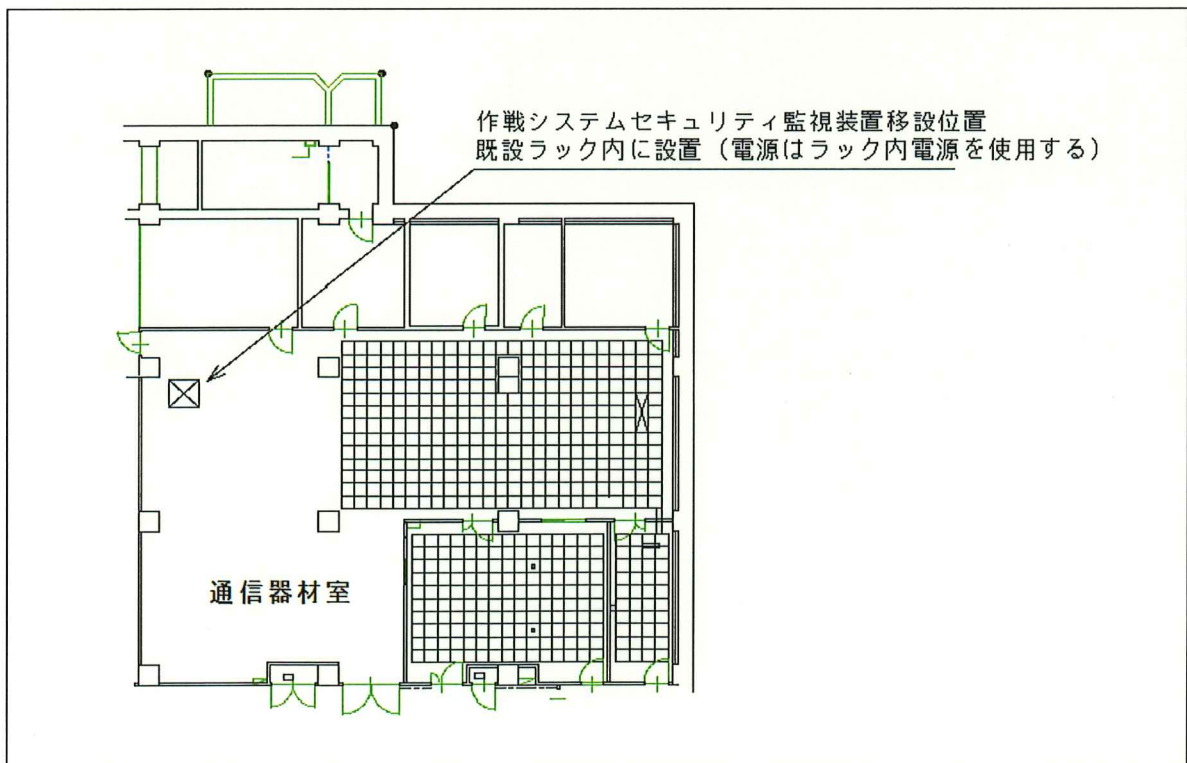 作戦システムセキュリティ監視装置移設位置
既設ラック内に設置（電源はラック内電源を使用する）
通信器材室